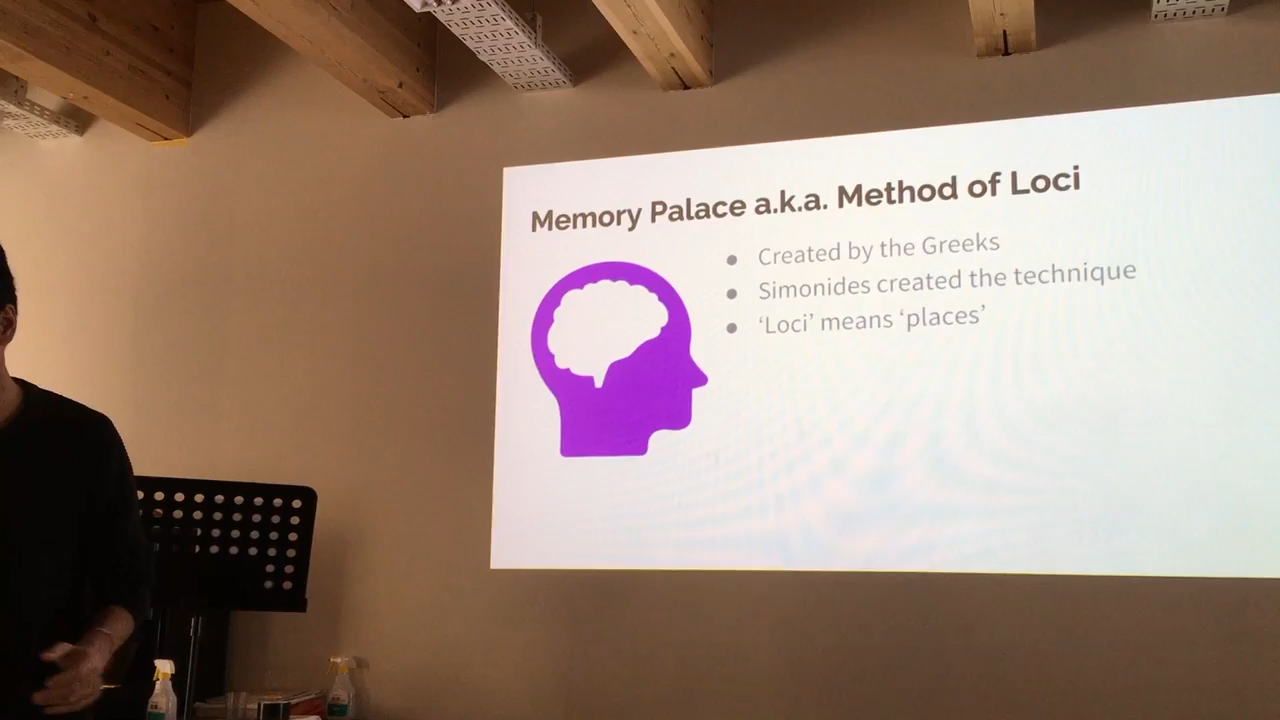 Memory Palace a.k.a. Method of Loci
● Created by the Greeks
● Simonides created the technique
● ‘Loci’ means ‘places’